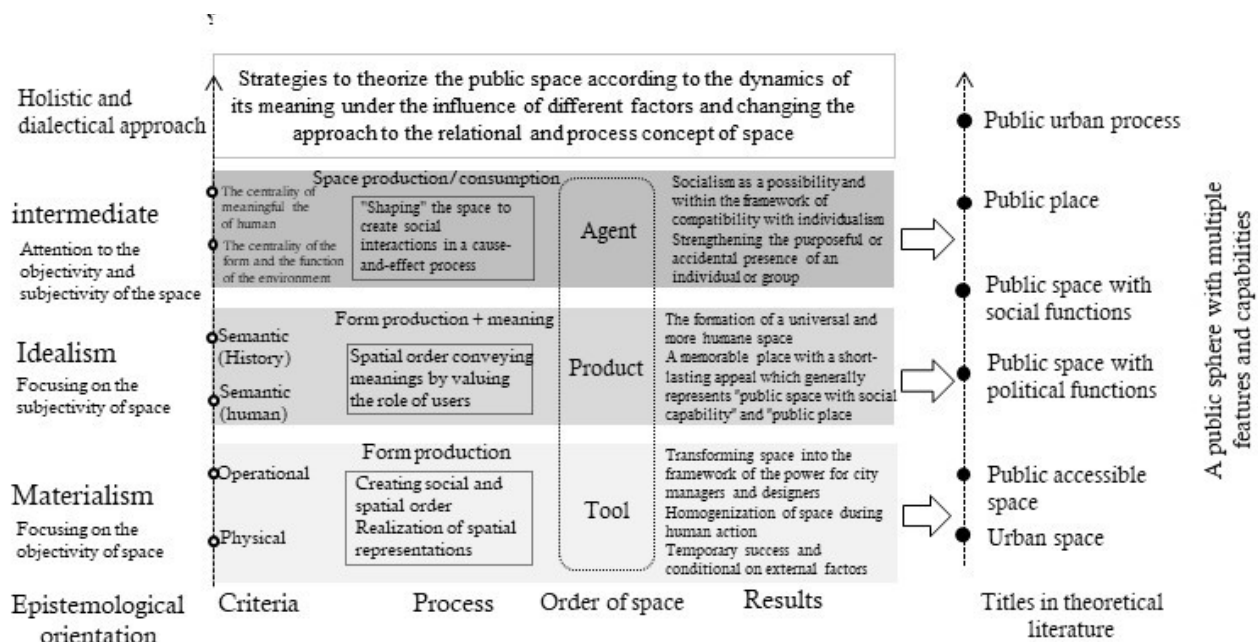 Holistic and
dialectical approach
Strategies to theorize the public space according to the dynamics of
its meaning under the influence of different factors and changing the
approach to the relational and process concept of space
Public urban process
intermediate
Attention to the
objectivity and
subjectivity of the space
The centrality of
meaningful the
of human
The centrality of the
form and the function
of the environment
Space production/consumption
"Shaping" the space to
create social
interactions in a cause-
and-effect process
Agent
Socialism as a possibility and
within the framework of
compatibility with individualism
Strengthening the purposeful or
accidental presence of an
individual or group
Public place
Public space with
social functions
Idealism
Focusing on the
subjectivity of space
Semantic
(History)
Semantic
(human)
Form production + meaning
Spatial order conveying
meanings by valuing
the role of users
Product
The formation of a universal and
more humane space
A memorable place with a short-
lasting appeal which generally
represents "public space with social
capability" and "public place
Public space with
political functions
Materialism
Focusing on the
objectivity of space
Operational
Physical
Form production
Creating social and
spatial order
Realization of spatial
representations
Tool
Transforming space into the
framework of the power for city
managers and designers
Homogenization of space during
human action
Temporary success and
conditional on external factors
Public accessible
space
Urban space
A public sphere with multiple
features and capabilities
Epistemological
orientation
Criteria
Process
Order of space
Results
Titles in theoretical
literature